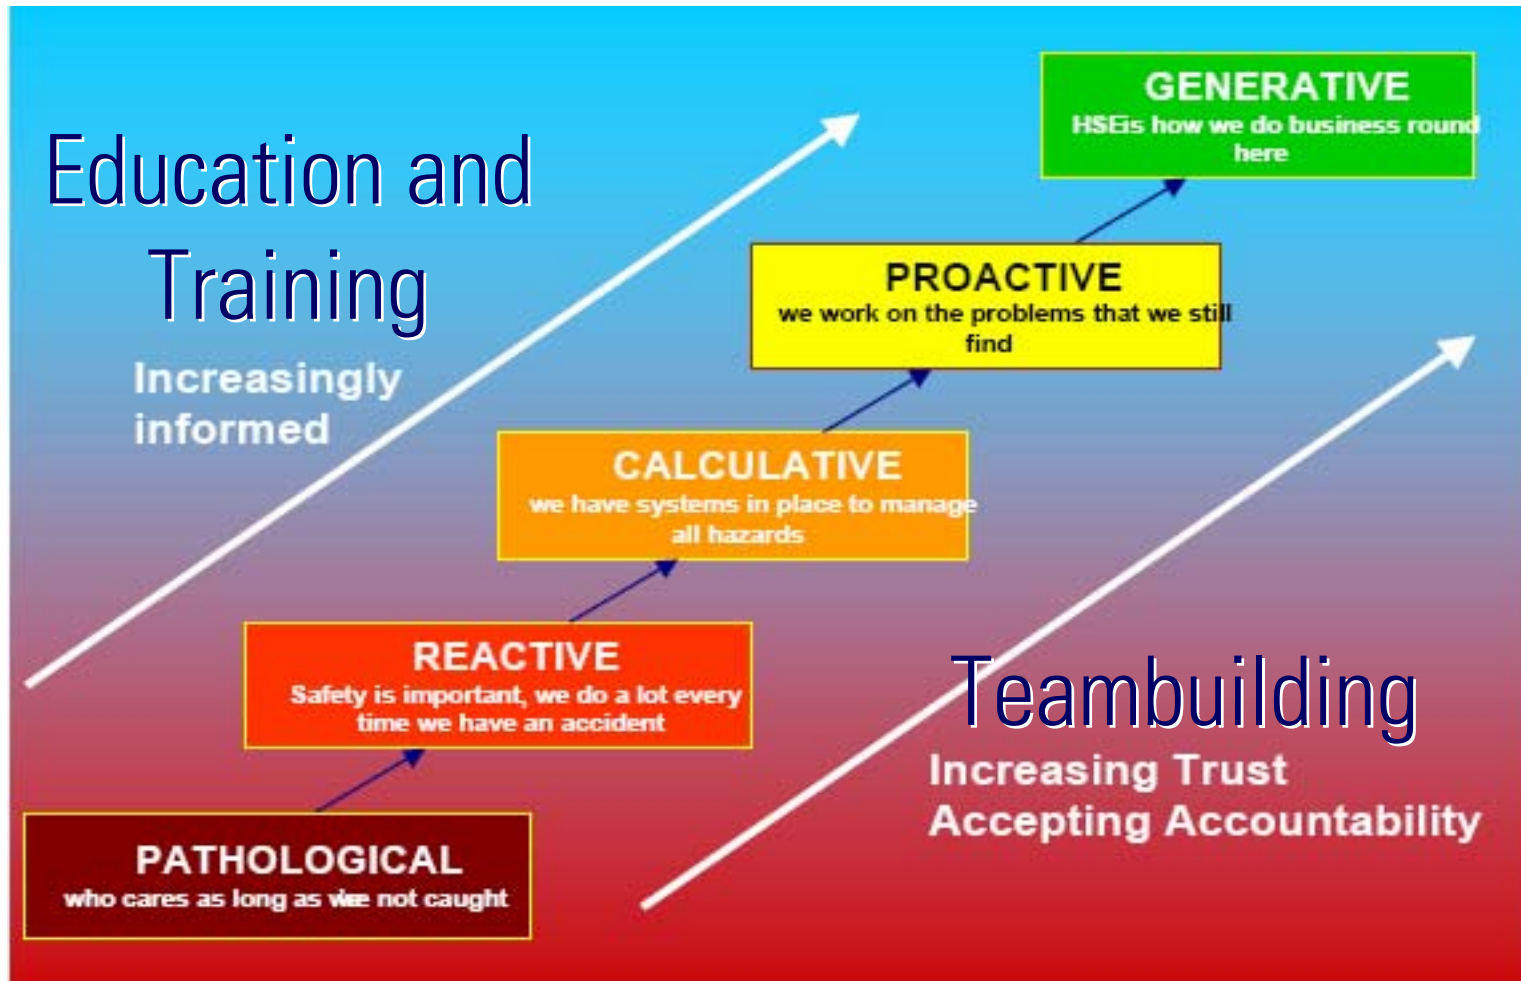 GENERATIVE
HSEis how we do business round
here
Education and
Training
Increasingly
informed
PROACTIVE
we work on the problems that we still
find
CALCULATIVE
we have systems in place to manage
all hazards
REACTIVE
Safety is important, we do a lot every
time we have an accident
Teambuilding
Increasing Trust
Accepting Accountability
PATHOLOGICAL
who cares as long as not caught